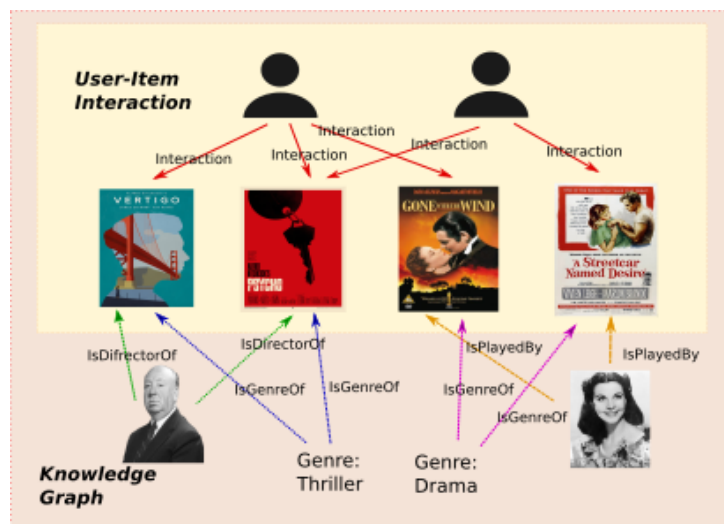 User-Item
Interaction
Interaction
Interaction
Interaction
Interaction
Interaction
VERTIGO
PSYCHO
GONE WITH THE WIND
A Streetcar
Named Desire
IsDifrectorOf
IsDirectorOf
IsPlayedBy
IsPlayedBy
IsGenreOf
IsGenreOf
IsGenreOf
IsGenreOf
Genre:
Thriller
Genre:
Drama
Knowledge
Graph